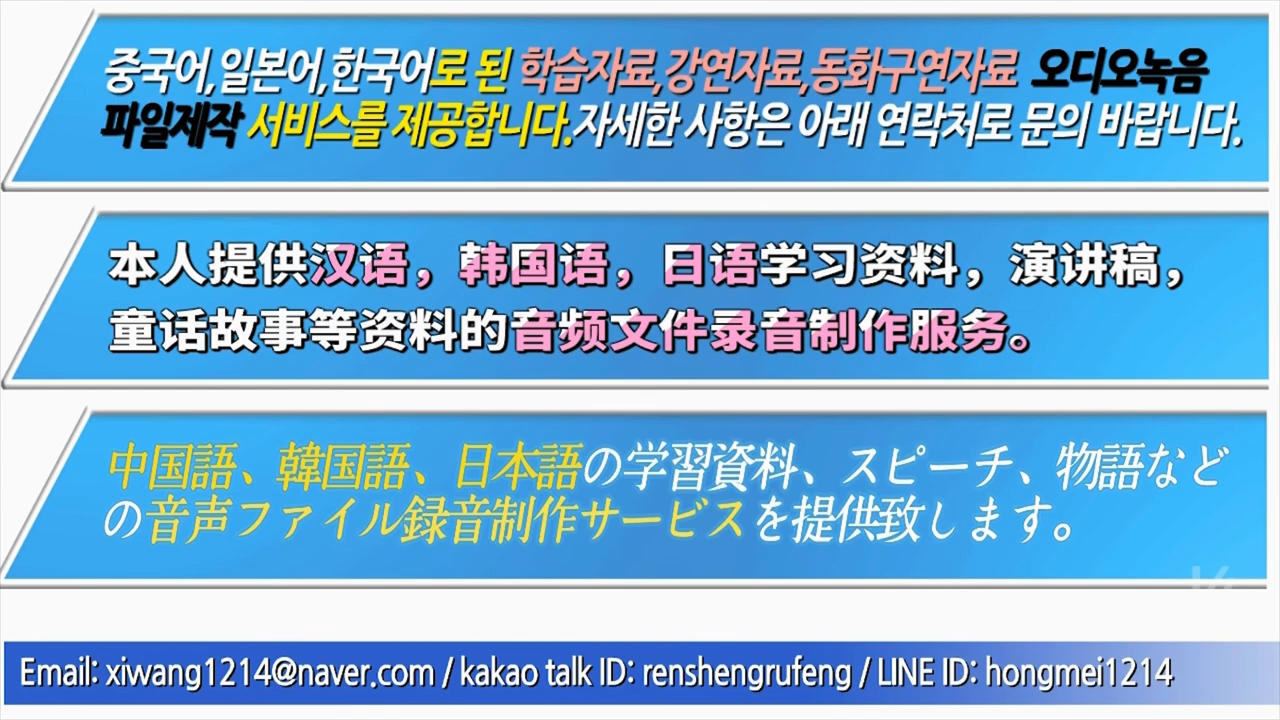 중국어,일본어,한국어로 된 학습자료,강연자료,동화구연자료 오디오녹음
파일제작 서비스를 제공합니다.자세한 사항은 아래 연락처로 문의 바랍니다.
本人提供汉语，韩国语，日语学习资料，演讲稿，
童话故事等资料的音频文件录音制作服务。
中国語、韓国語、日本語の学習資料、スピーチ、物語など
の音声ファイル録音制作サービスを提供致します。
Email: xiwang1214@naver.com / kakao talk ID: renshengrufeng / LINE ID: hongmei1214